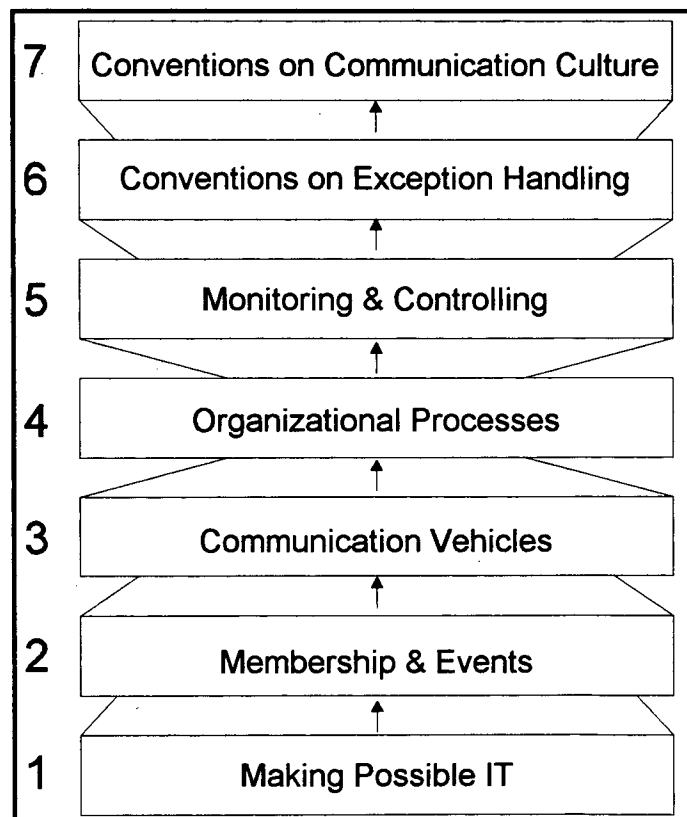 7 Conventions on Communication Culture
6 Conventions on Exception Handling
5 Monitoring & Controlling
4 Organizational Processes
3 Communication Vehicles
2 Membership & Events
1 Making Possible IT